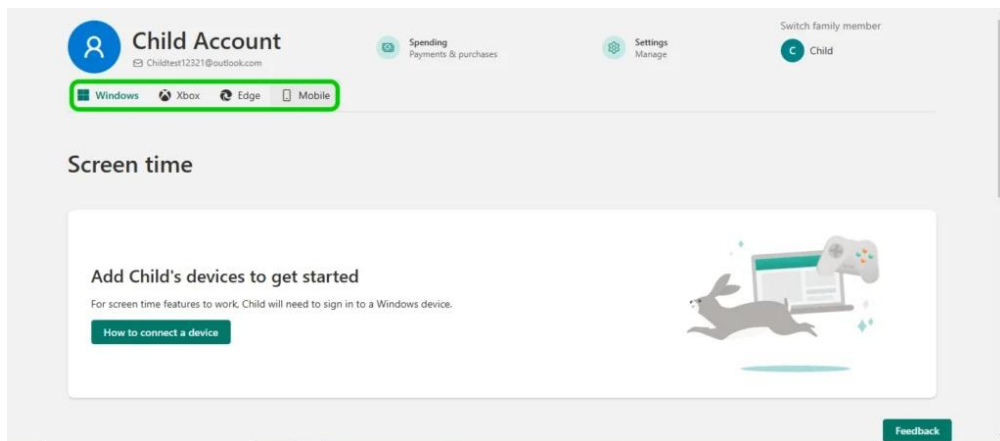 Child Account
Childtest12321@outlook.com
Spending
Payments & purchases
Settings
Manage
Switch family member
C Child
Windows Xbox Edge Mobile
Screen time
Add Child's devices to get started
For screen time features to work, Child will need to sign in to a Windows device.
How to connect a device
Feedback